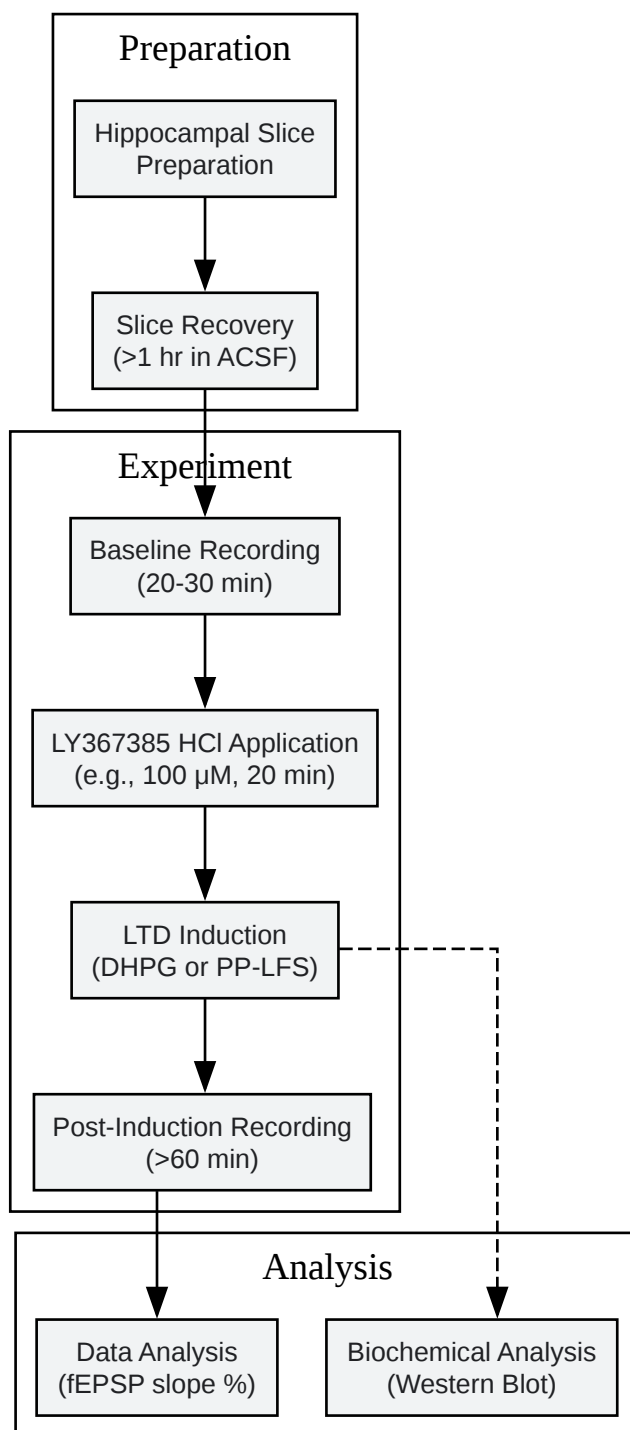 Preparation
Hippocampal Slice
Preparation
Slice Recovery
(>1 hr in ACSF)
Experiment
Baseline Recording
(20-30 min)
LY367385 HCl Application
(e.g., 100 μM, 20 min)
LTD Induction
(DHPG or PP-LFS)
Post-Induction Recording
(>60 min)
Analysis
Data Analysis
(fEPSP slope %)
Biochemical Analysis
(Western Blot)